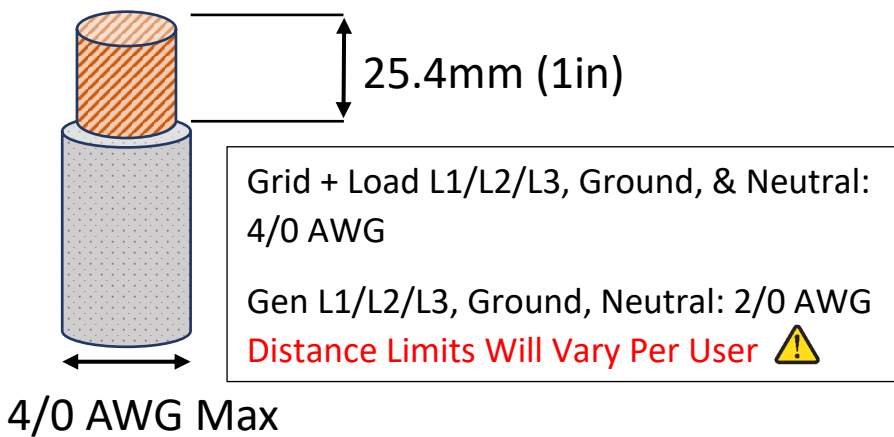 25.4mm (1in)
Grid + Load L1/L2/L3, Ground, & Neutral:
4/0 AWG
Gen L1/L2/L3, Ground, Neutral: 2/0 AWG
Distance Limits Will Vary Per User
4/0 AWG Max